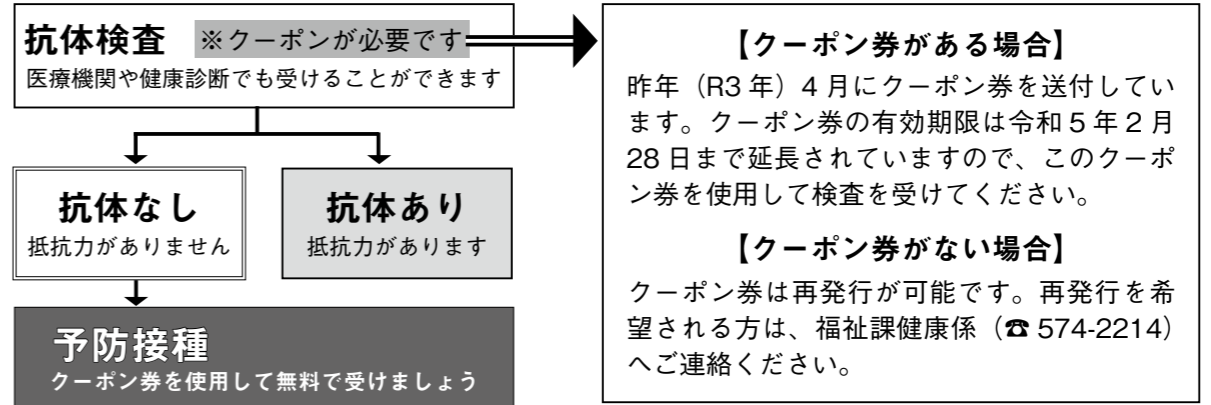 抗体検査 ※クーポンが必要です
医療機関や健康診断でも受けることができます
抗体なし
抵抗力がありません
抗体あり
抵抗力があります
予防接種
クーポン券を使用して無料で受けましょう
【クーポン券がある場合】
昨年（R3 年）4 月にクーポン券を送付してい
ます。クーポン券の有効期限は令和 5 年 2 月
28 日まで延長されていますので、このクーポ
ン券を使用して検査を受けてください。
【クーポン券がない場合】
クーポン券は再発行が可能です。再発行を希
望される方は、福祉課健康係（☎ 574-2214）
へご連絡ください。